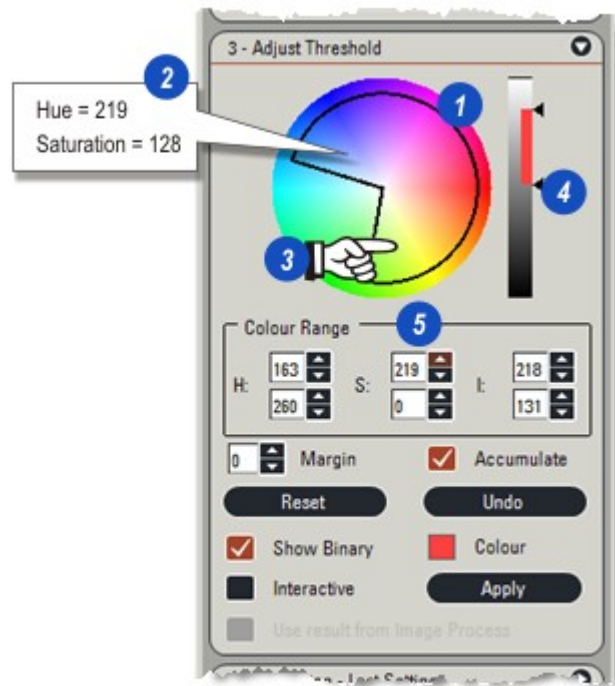 3 - Adjust Threshold
2
Hue = 219
Saturation = 128
1
4
3
Colour Range
5
H: 163 S: 219 I: 218
260 0 131
0 Margin Accumulate
Reset Undo
Show Binary Colour
Interactive Apply
Use result from Image Process